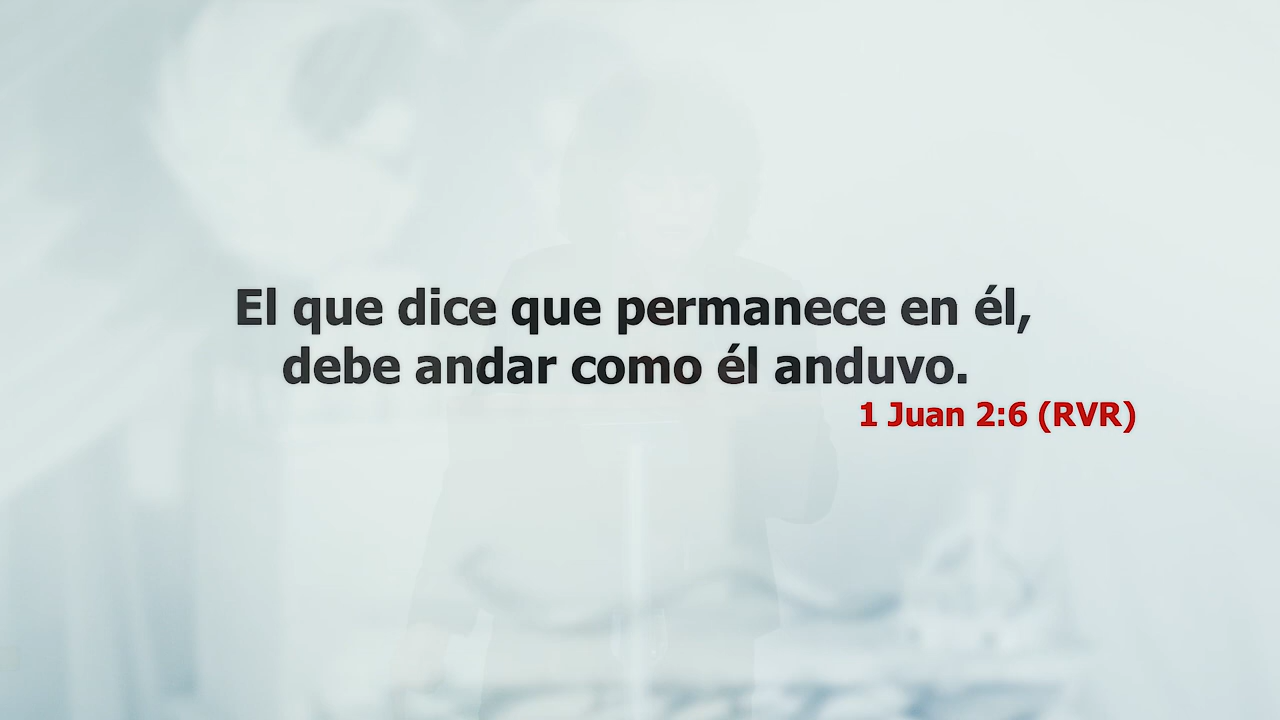 El que dice que permanece en él,
debe andar como él anduvo.
1 Juan 2:6 (RVR)